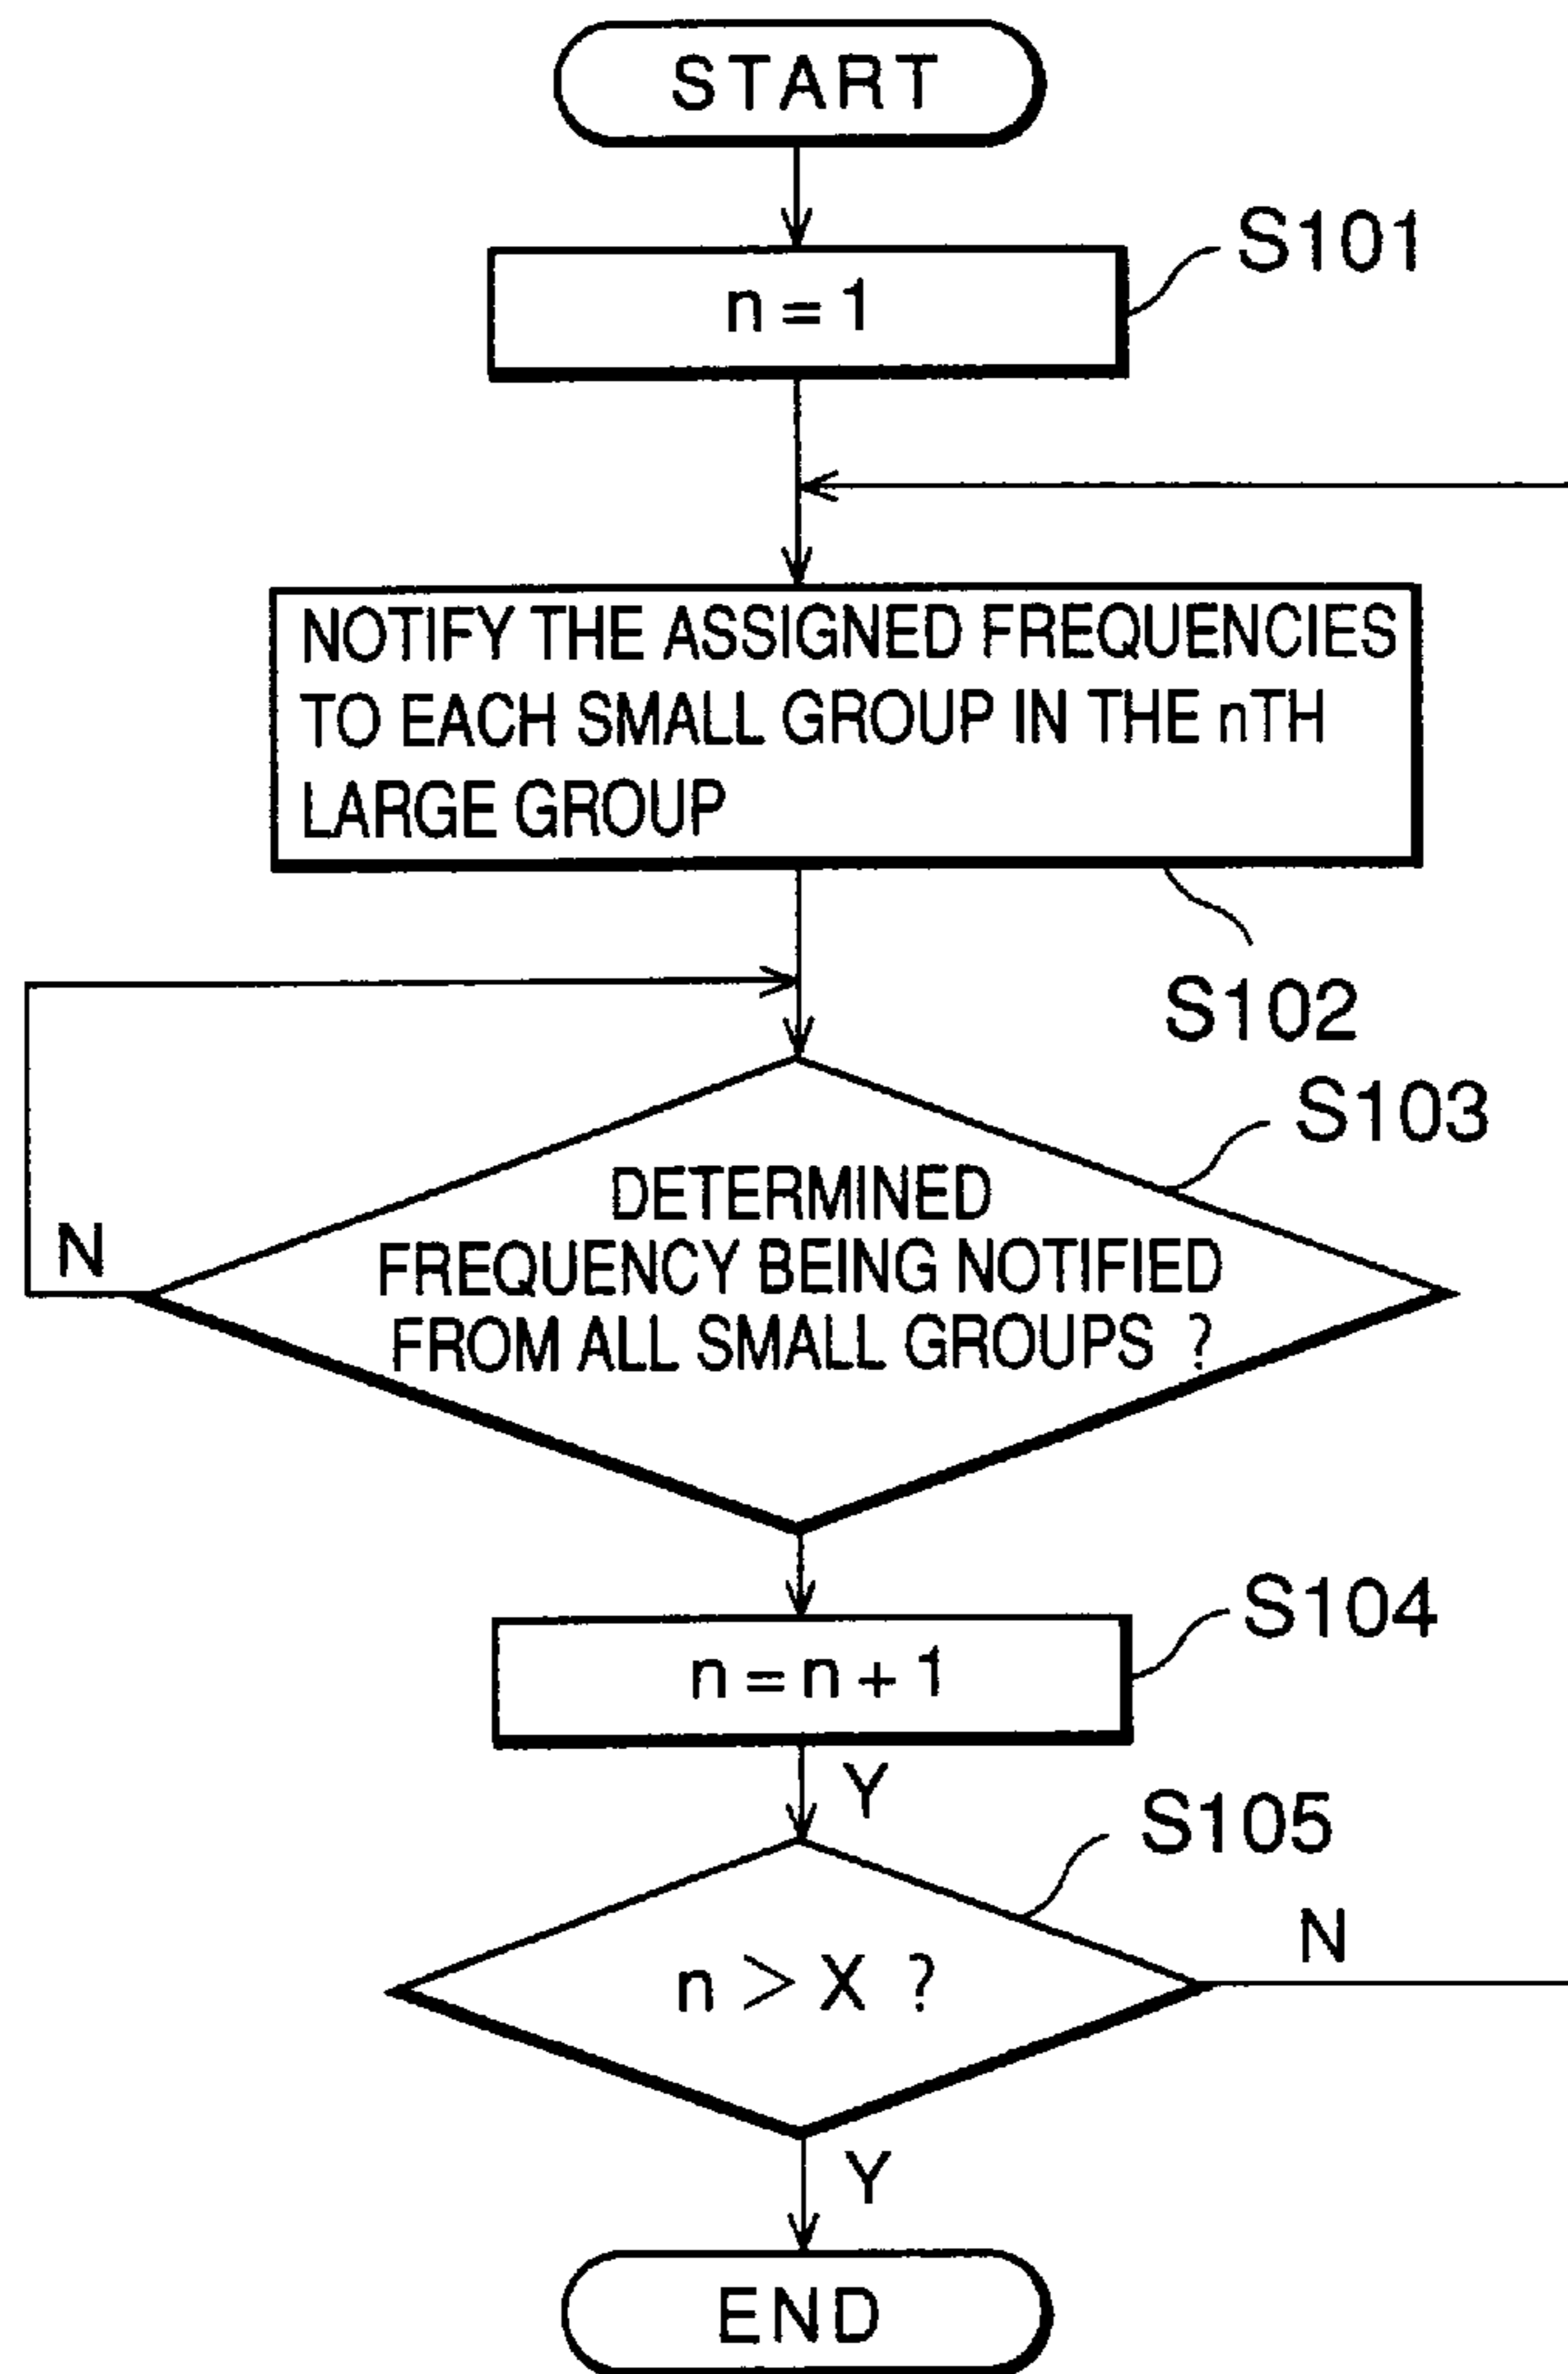 START
S101
n=1
NOTIFY THE ASSIGNED FREQUENCIES
TO EACH SMALL GROUP IN THE nTH
LARGE GROUP
S102
S103
DETERMINED
FREQUENCY BEING NOTIFIED
FROM ALL SMALL GROUPS ?
N
S104
n=n+1
Y
S105
n > X ?
N
Y
END